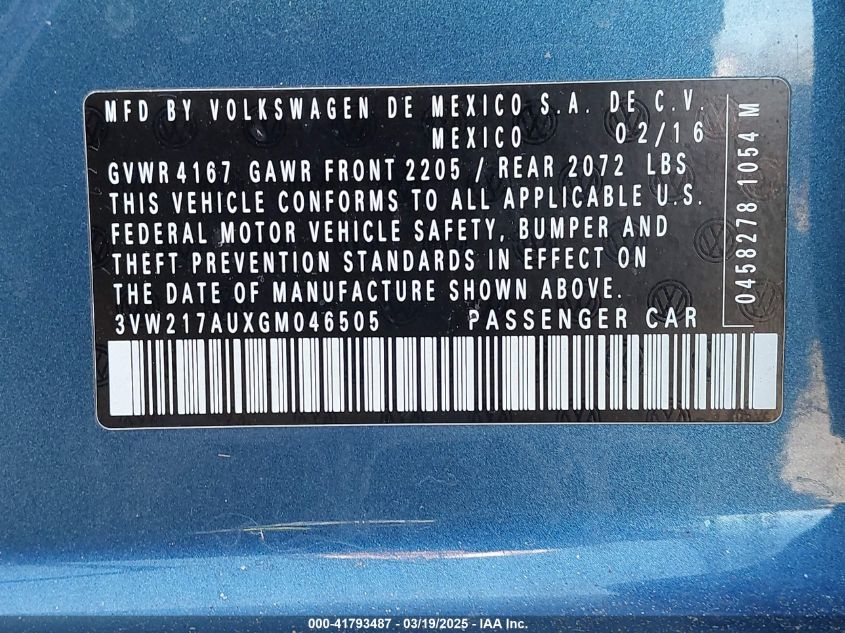 MFD BY VOLKSWAGEN DE MEXICO S.A. DE C.V.
MEXICO 02/16
GVWR 4167 GAWR FRONT 2205 / REAR 2072 LBS
THIS VEHICLE CONFORMS TO ALL APPLICABLE U.S.
FEDERAL MOTOR VEHICLE SAFETY, BUMPER AND
THEFT PREVENTION STANDARDS IN EFFECT ON
THE DATE OF MANUFACTURE SHOWN ABOVE.
3VW217AUXGM046505 PASSENGER CAR
0458278 1054 M
000-41793487 - 03/19/2025 - IAA Inc.